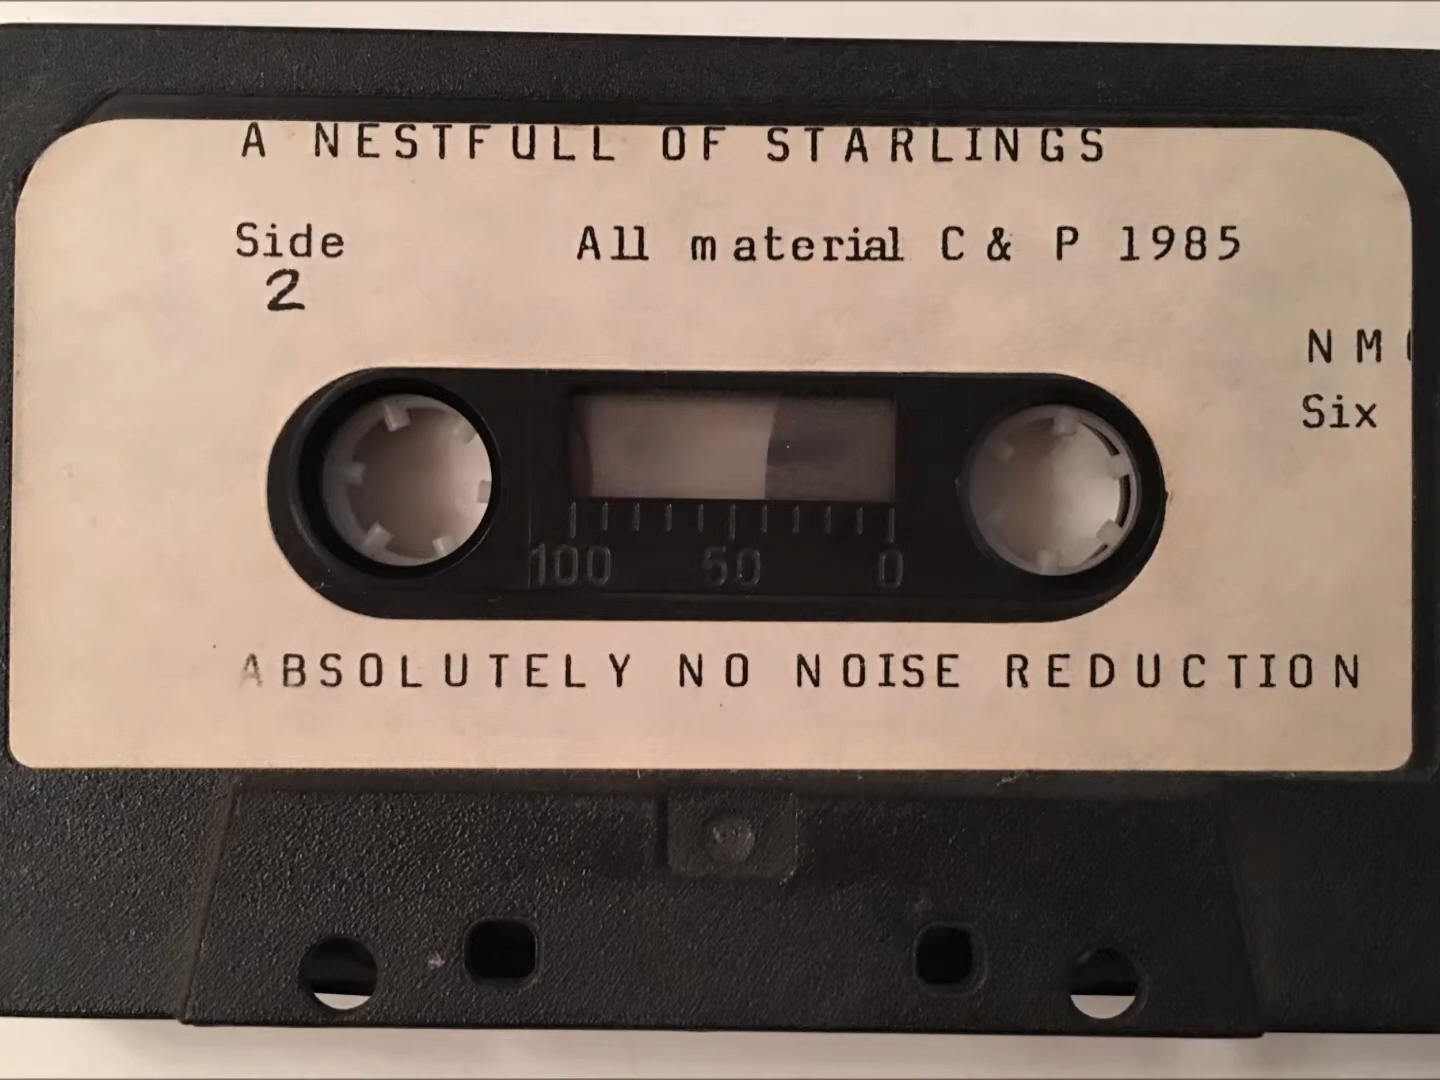 A NESTFULL OF STARLINGS
Side All material C & P 1985
2
Six
100 50 0
ABSOLUTELY NO NOISE REDUCTION